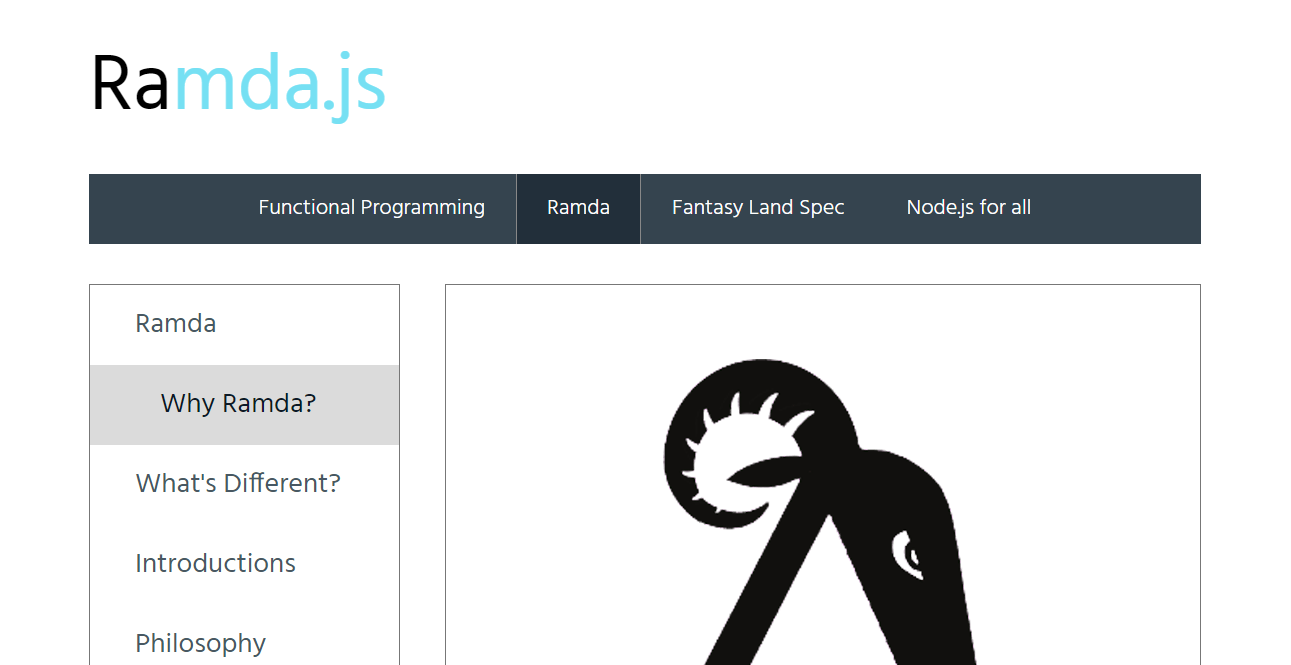 Ramda.js
Functional Programming Ramda Fantasy Land Spec Node.js for all
Ramda
Why Ramda?
What's Different?
Introductions
Philosophy